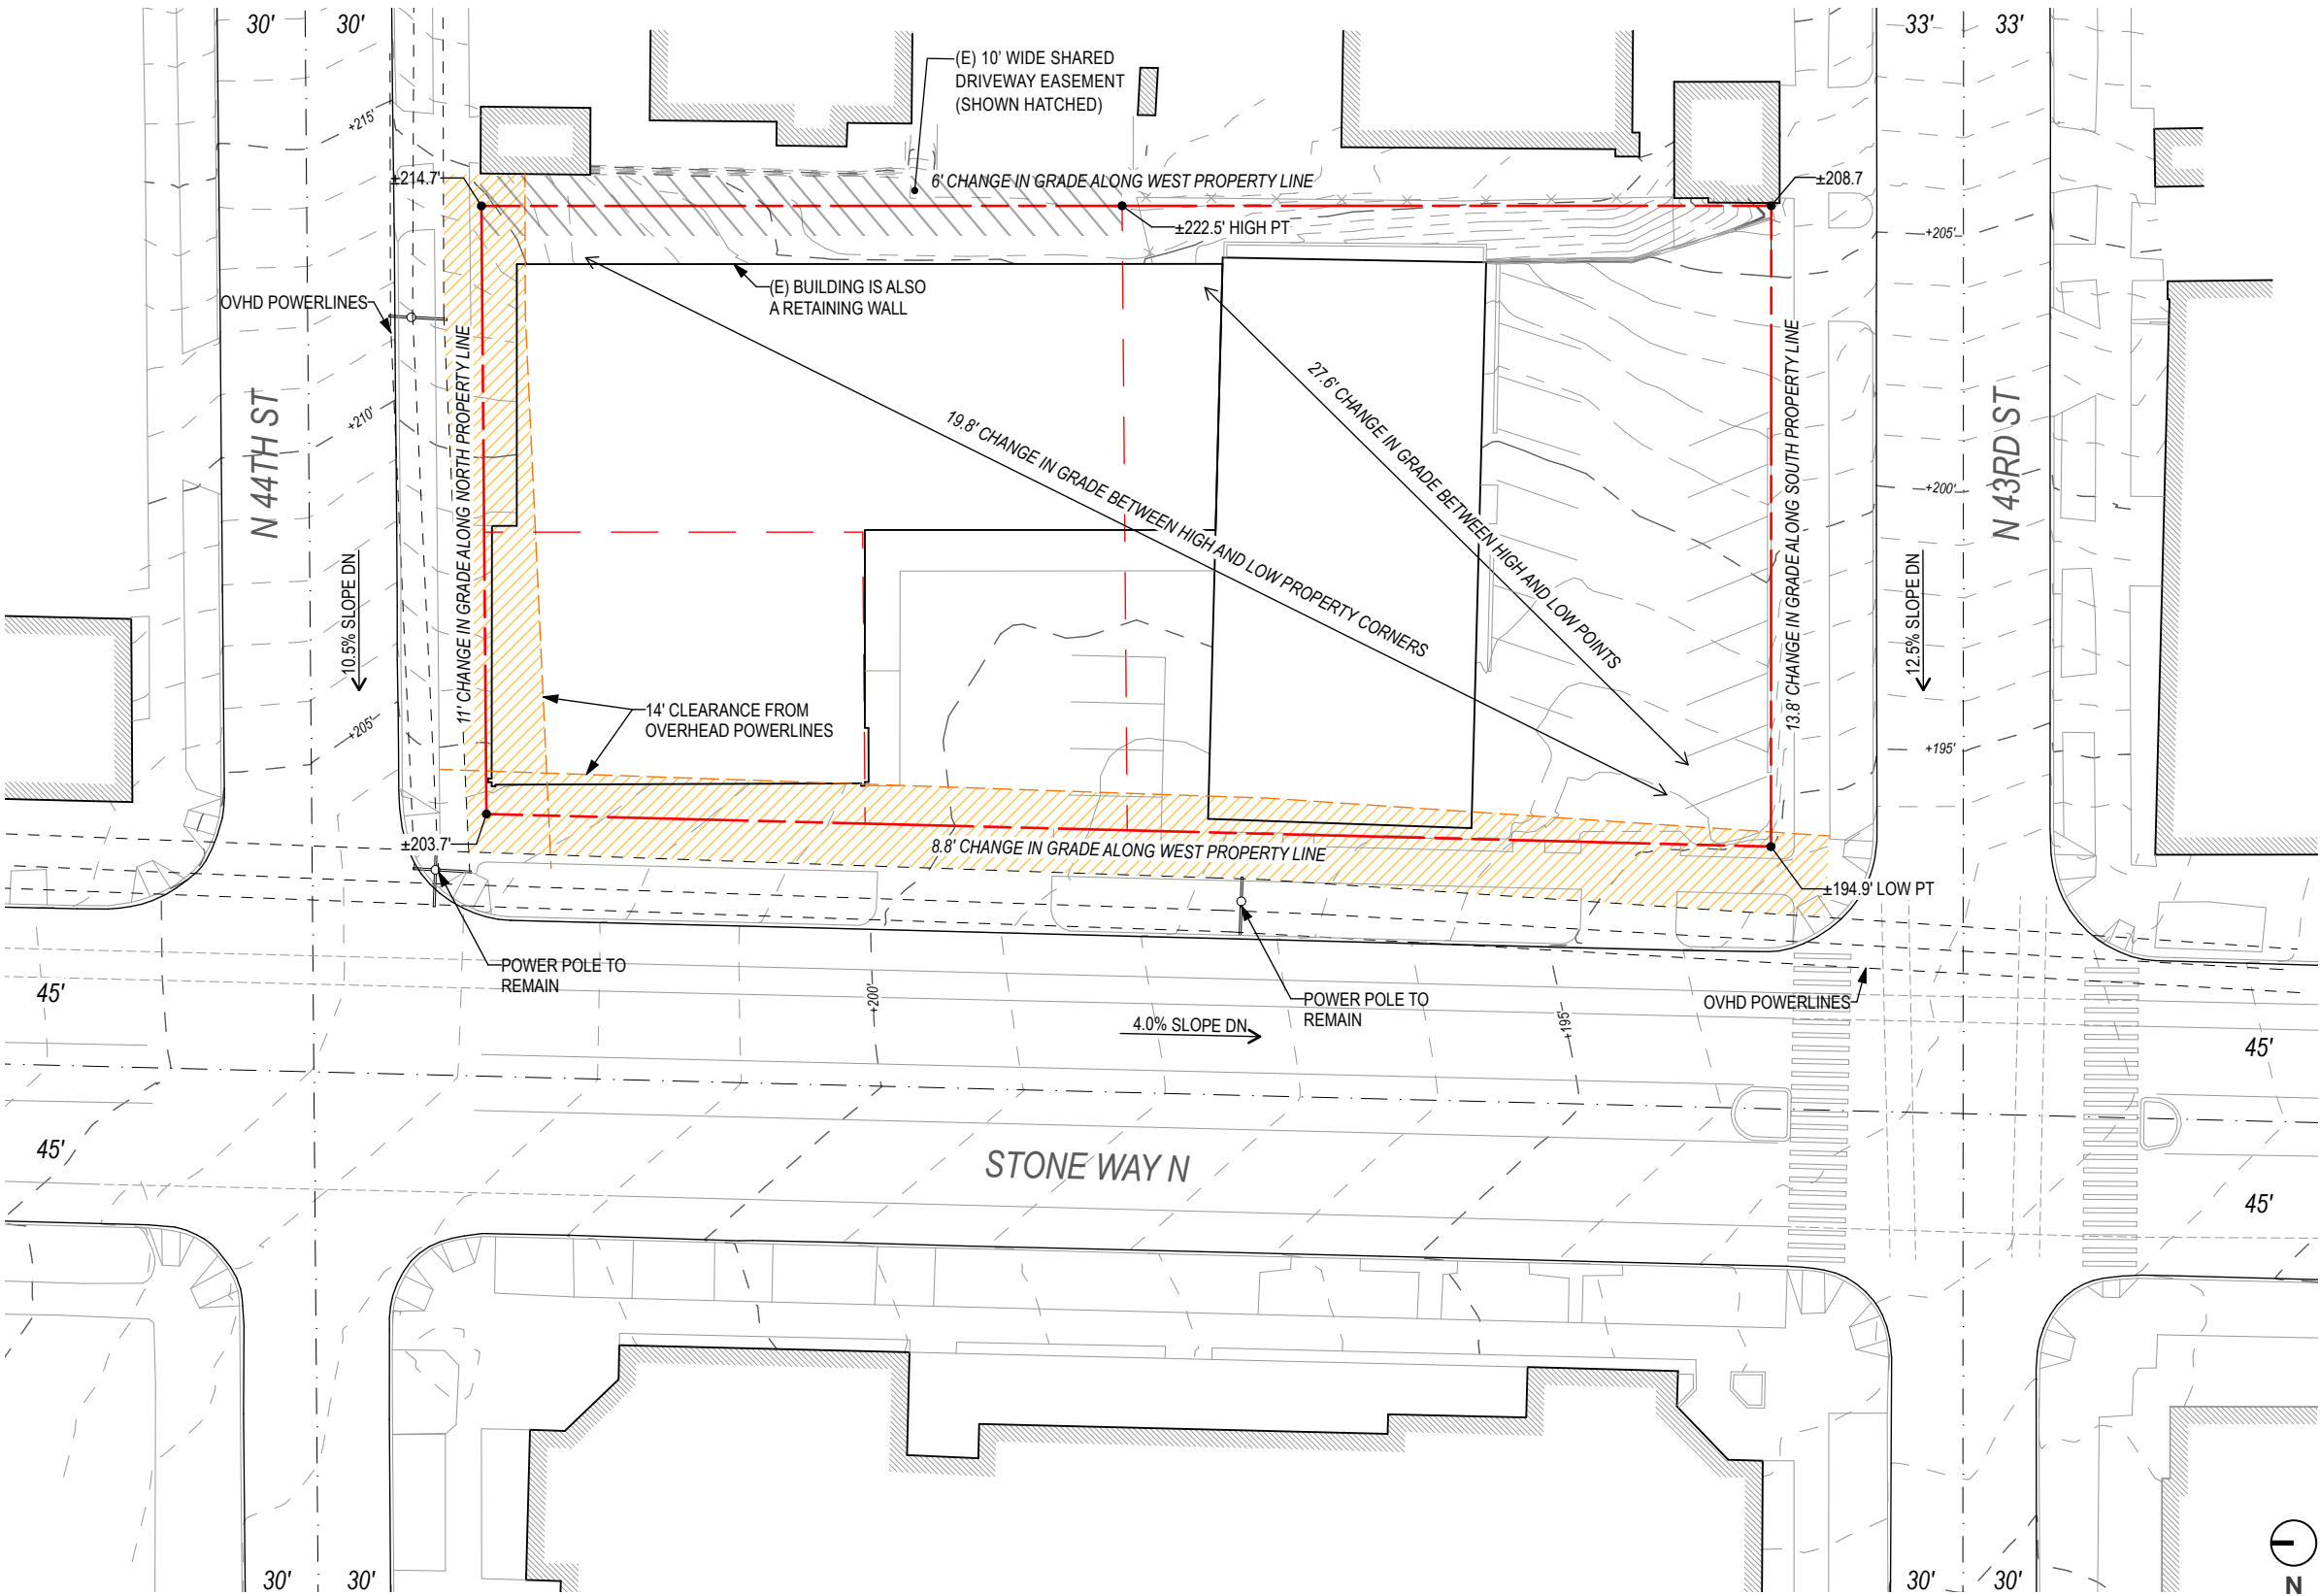 30'
30'
33'
33'
(E) 10' WIDE SHARED
DRIVEWAY EASEMENT
(SHOWN HATCHED)
+215'
±214.7'
6' CHANGE IN GRADE ALONG WEST PROPERTY LINE
±208.7
±222.5' HIGH PT
+205'
(E) BUILDING IS ALSO
A RETAINING WALL
OVHD POWERLINES
N 44TH ST
+210'
11' CHANGE IN GRADE ALONG NORTH PROPERTY LINE
19.8' CHANGE IN GRADE BETWEEN HIGH AND LOW PROPERTY CORNERS
27.6' CHANGE IN GRADE BETWEEN HIGH AND LOW POINTS
13.8' CHANGE IN GRADE ALONG SOUTH PROPERTY LINE
N 43RD ST
+200'
10.5% SLOPE DN
12.5% SLOPE DN
+205'
14' CLEARANCE FROM
OVERHEAD POWERLINES
+195'
±203.7'
8.8' CHANGE IN GRADE ALONG WEST PROPERTY LINE
±194.9' LOW PT
POWER POLE TO
REMAIN
45'
+200'
POWER POLE TO
REMAIN
OVHD POWERLINES
4.0% SLOPE DN
+195'
45'
45'
STONE WAY N
45'
30'
30'
30'
30'
N